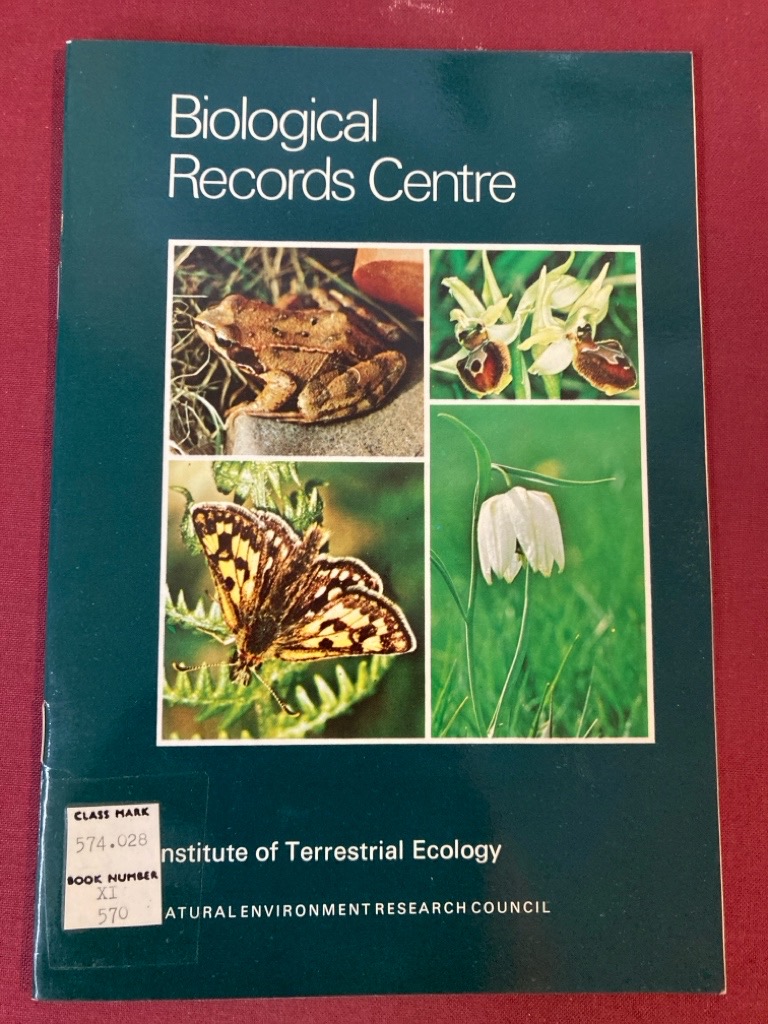 Biological
Records Centre
CLASS MARK
574.028
BOOK NUMBER
XI
570
nstitute of Terrestrial Ecology
ATURAL ENVIRONMENT RESEARCH COUNCIL